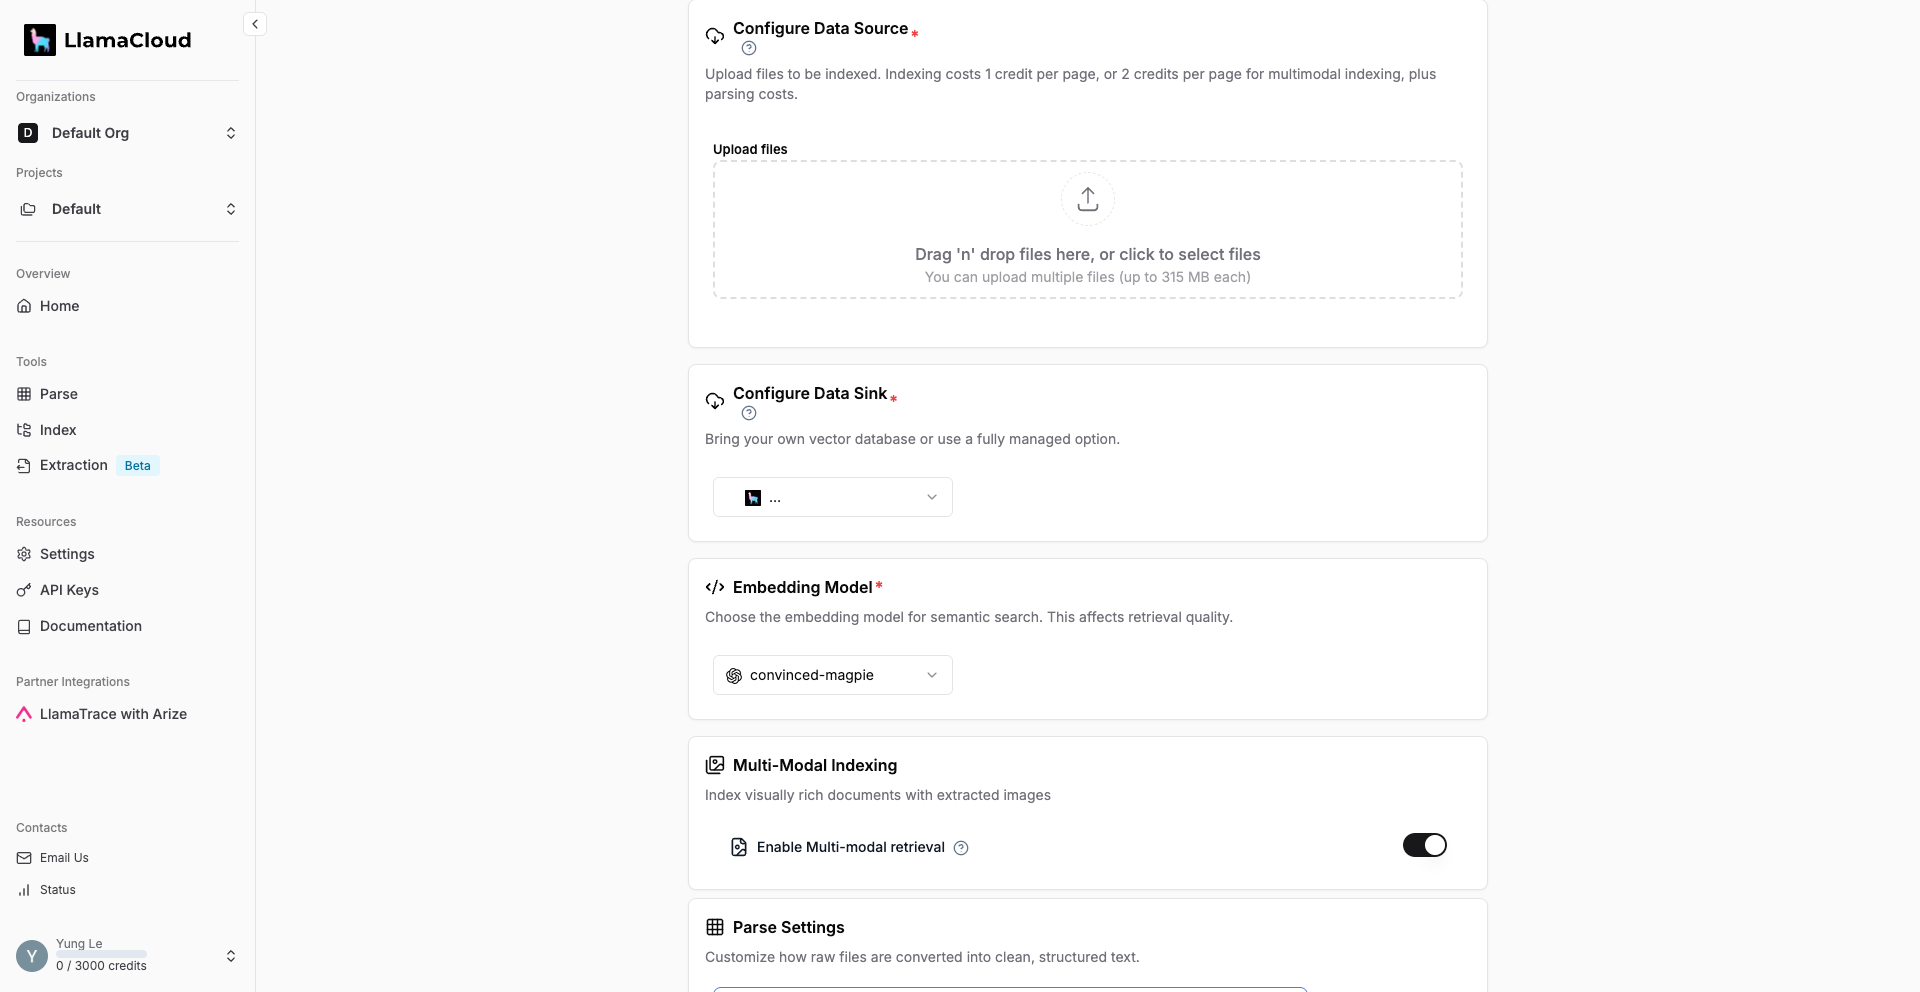 LlamaCloud
Organizations
D
Default Org
Projects
Default
Overview
Home
Tools
Parse
Index
Extraction Beta
Resources
Settings
API Keys
Documentation
Partner Integrations
LlamaTrace with Arize
Contacts
Email Us
Status
Y
Yung Le
0 / 3000 credits
Configure Data Source *
Upload files to be indexed. Indexing costs 1 credit per page, or 2 credits per page for multimodal indexing, plus
parsing costs.
Upload files
Drag 'n' drop files here, or click to select files
You can upload multiple files (up to 315 MB each)
Configure Data Sink *
Bring your own vector database or use a fully managed option.
...
Embedding Model *
Choose the embedding model for semantic search. This affects retrieval quality.
convinced-magpie
Multi-Modal Indexing
Index visually rich documents with extracted images
Enable Multi-modal retrieval
Parse Settings
Customize how raw files are converted into clean, structured text.